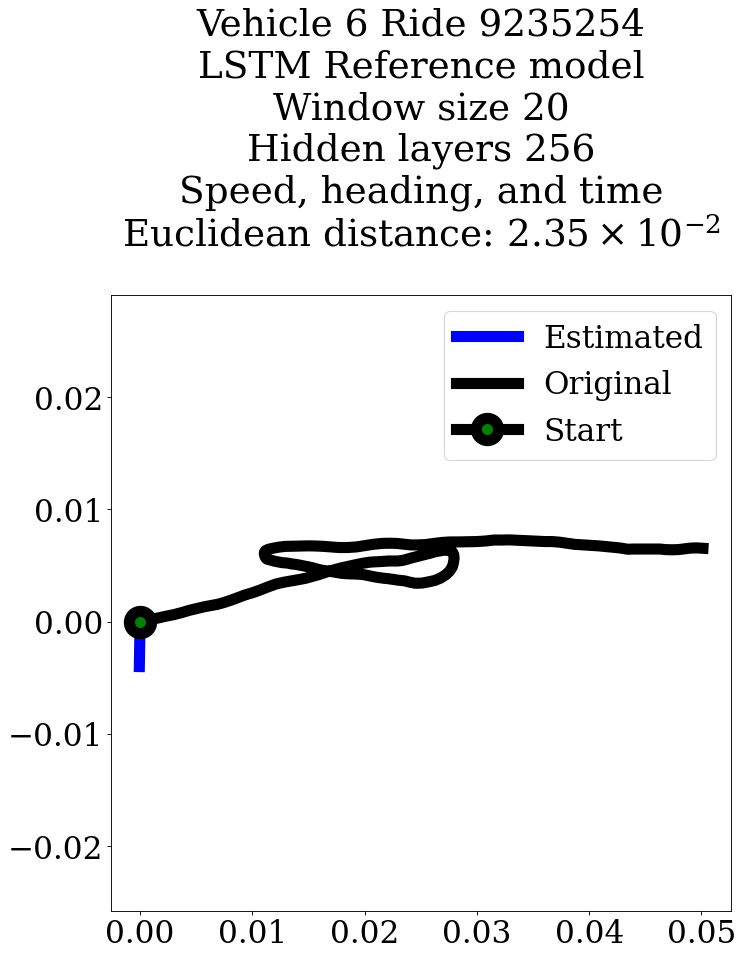 Vehicle 6 Ride 9235254
LSTM Reference model
Window size 20
Hidden layers 256
Speed, heading, and time
Euclidean distance: 2.35 × 10⁻²
Estimated
Original
Start
0.02
0.01
0.00
−0.01
−0.02
0.00 0.01 0.02 0.03 0.04 0.05